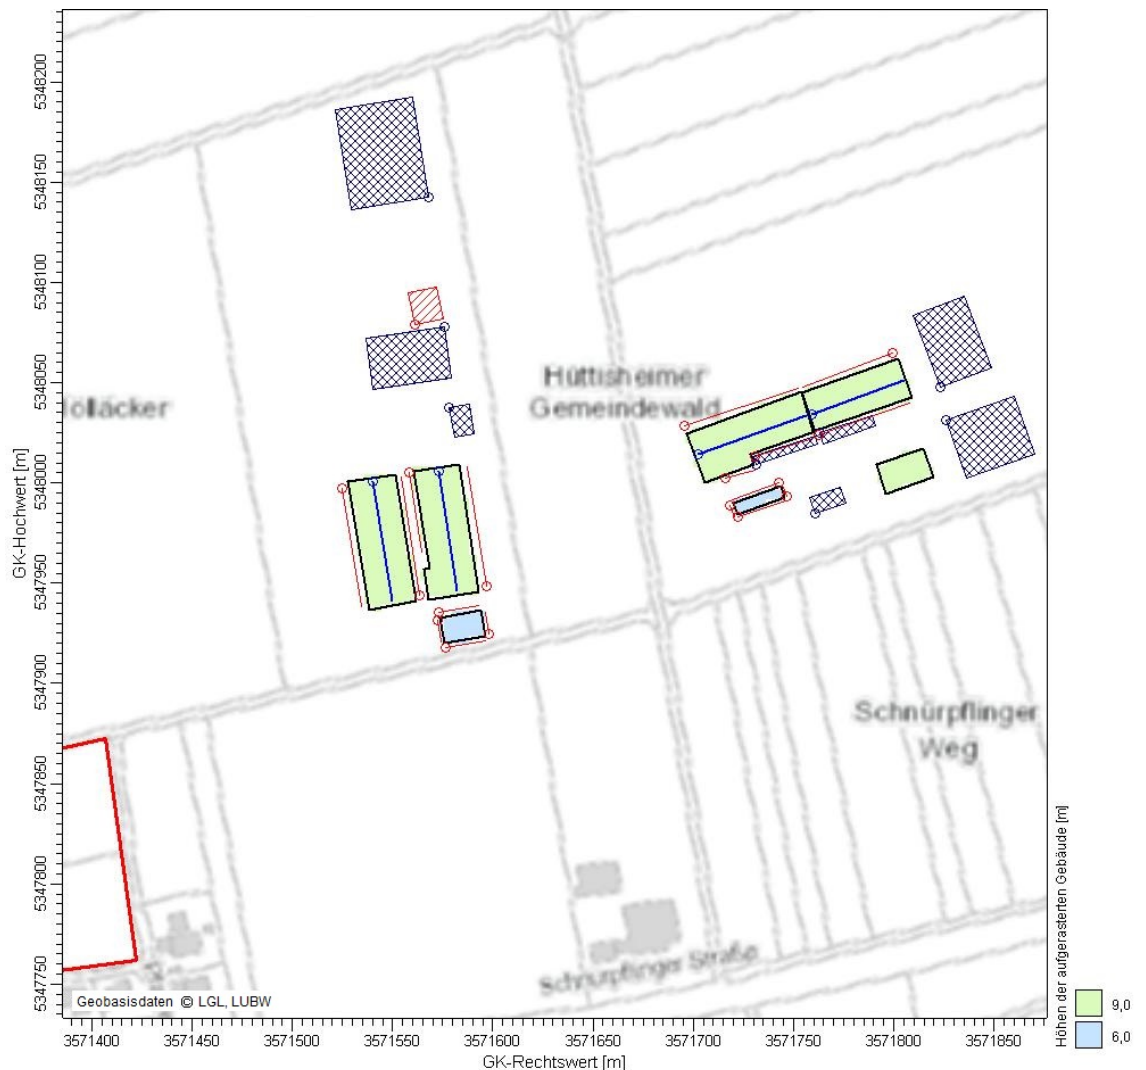 5348200
5348150
5348100
5348050
5348000
5347950
5347900
5347850
5347800
5347750
GK-Hochwert [m]
Hüttisheimer
Gemeindewald
Hölläcker
Schnürpflinger
Weg
Schnürpflinger Straße
Geobasisdaten © LGL, LUBW
3571400 3571450 3571500 3571550 3571600 3571650 3571700 3571750 3571800 3571850
GK-Rechtswert [m]
Höhen der aufgerasterten Gebäude [m]
9,0
6,0